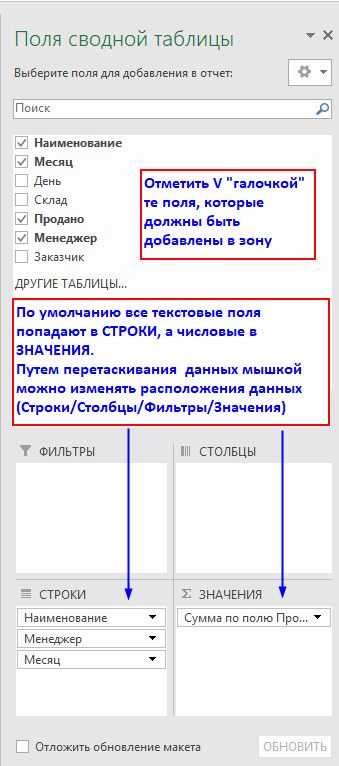 Поля сводной таблицы
Выберите поля для добавления в отчет:
Поиск
Наименование
Месяц
День
Склад
Продано
Менеджер
Заказчик
Отметить V "галочкой"
те поля, которые
должны быть
добавлены в зону
ДРУГИЕ ТАБЛИЦЫ...
По умолчанию все текстовые поля
попадают в СТРОКИ, а числовые в
ЗНАЧЕНИЯ.
Путем перетаскивания данных мышкой
можно изменять расположения данных
(Строки/Столбцы/Фильтры/Значения)
ФИЛЬТРЫ
СТОЛБЦЫ
СТРОКИ
Наименование
Менеджер
Месяц
Σ ЗНАЧЕНИЯ
Сумма по полю Про...
Отложить обновление макета
ОБНОВИТЬ